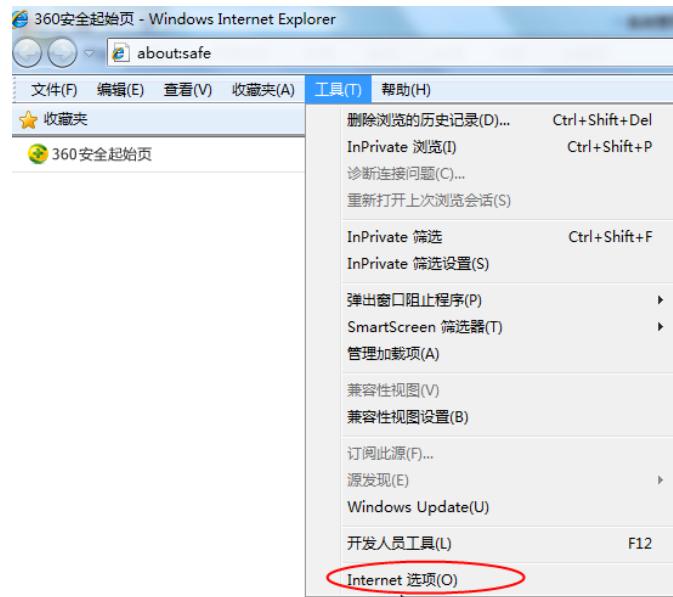 360安全起始页 - Windows Internet Explorer
about:safe
文件(F) 编辑(E) 查看(V) 收藏夹(A) 工具(T) 帮助(H)
收藏夹
360安全起始页
删除浏览的历史记录(D)... Ctrl+Shift+Del
InPrivate 浏览(I) Ctrl+Shift+P
诊断连接问题(C)...
重新打开上次浏览会话(S)
InPrivate 筛选 Ctrl+Shift+F
InPrivate 筛选设置(S)
弹出窗口阻止程序(P)
SmartScreen 筛选器(T)
管理加载项(A)
兼容性视图(V)
兼容性视图设置(B)
订阅此源(F)...
源发现(E)
Windows Update(U)
开发人员工具(L) F12
Internet 选项(O)